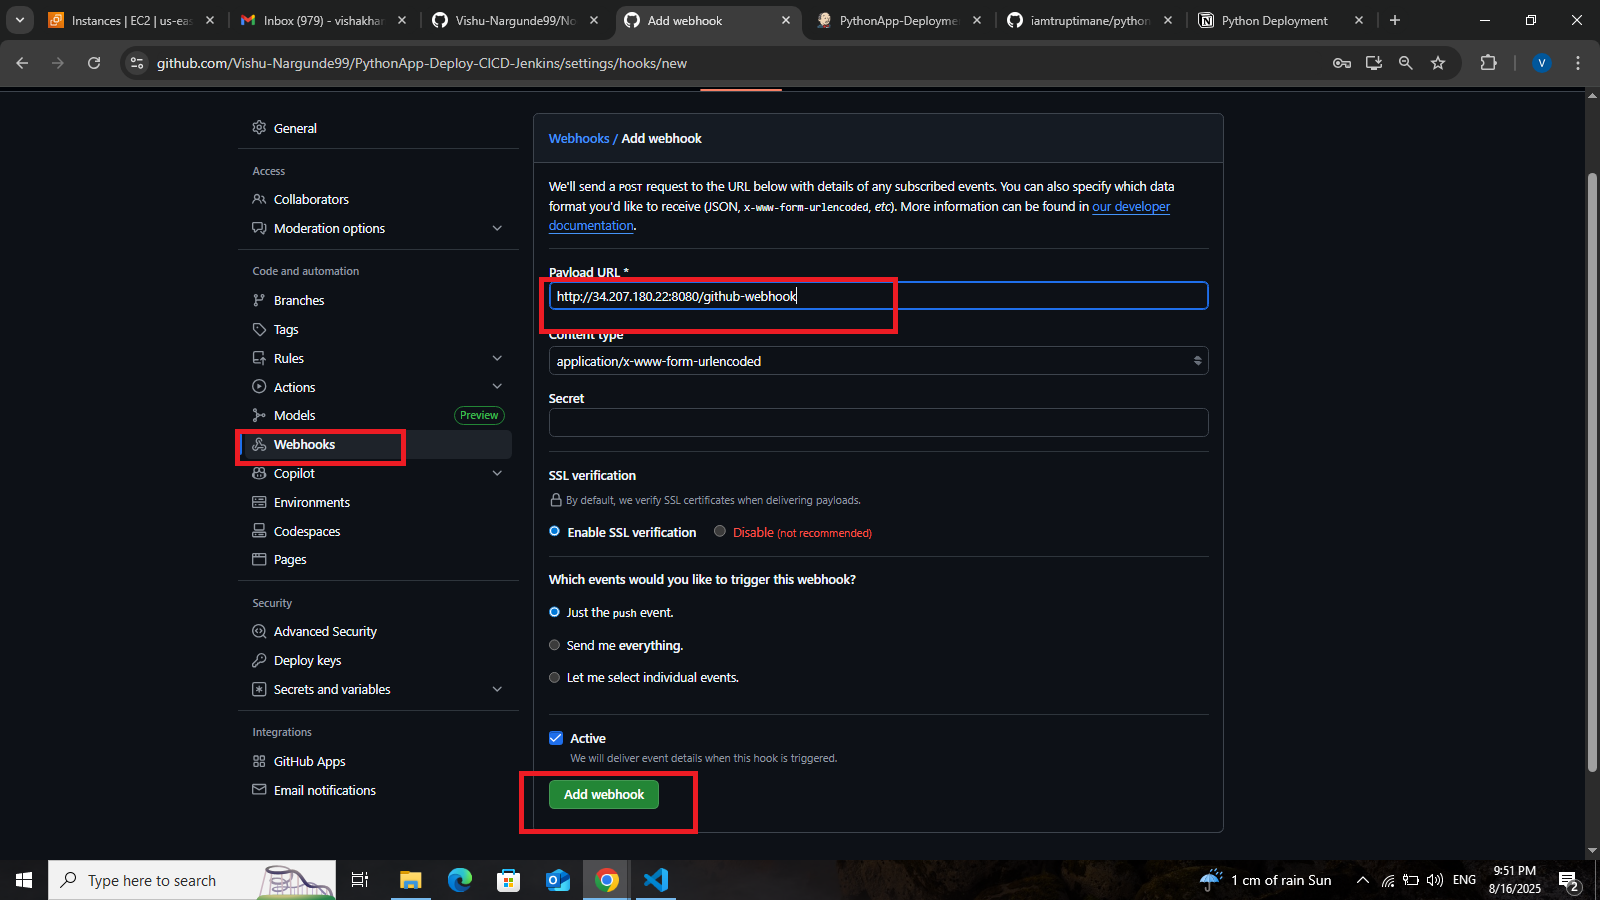 Instances | EC2 | us-eas
Inbox (979) - vishakhar
Vishu-Nargunde99/No
Add webhook
PythonApp-Deployme
iamtruptimane/python
Python Deployment
github.com/Vishu-Nargunde99/PythonApp-Deploy-CICD-Jenkins/settings/hooks/new
V
General
Access
Collaborators
Moderation options
Code and automation
Branches
Tags
Rules
Actions
Models
Preview
Webhooks
Copilot
Environments
Codespaces
Pages
Security
Advanced Security
Deploy keys
Secrets and variables
Integrations
GitHub Apps
Email notifications
Webhooks / Add webhook
We'll send a POST request to the URL below with details of any subscribed events. You can also specify which data
format you'd like to receive (JSON, x-www-form-urlencoded, etc). More information can be found in our developer
documentation.
Payload URL *
http://34.207.180.22:8080/github-webhook
Content type
application/x-www-form-urlencoded
Secret
SSL verification
By default, we verify SSL certificates when delivering payloads.
Enable SSL verification
Disable (not recommended)
Which events would you like to trigger this webhook?
Just the push event.
Send me everything.
Let me select individual events.
Active
We will deliver event details when this hook is triggered.
Add webhook
Type here to search
1 cm of rain Sun
ENG
9:51 PM
8/16/2025
2